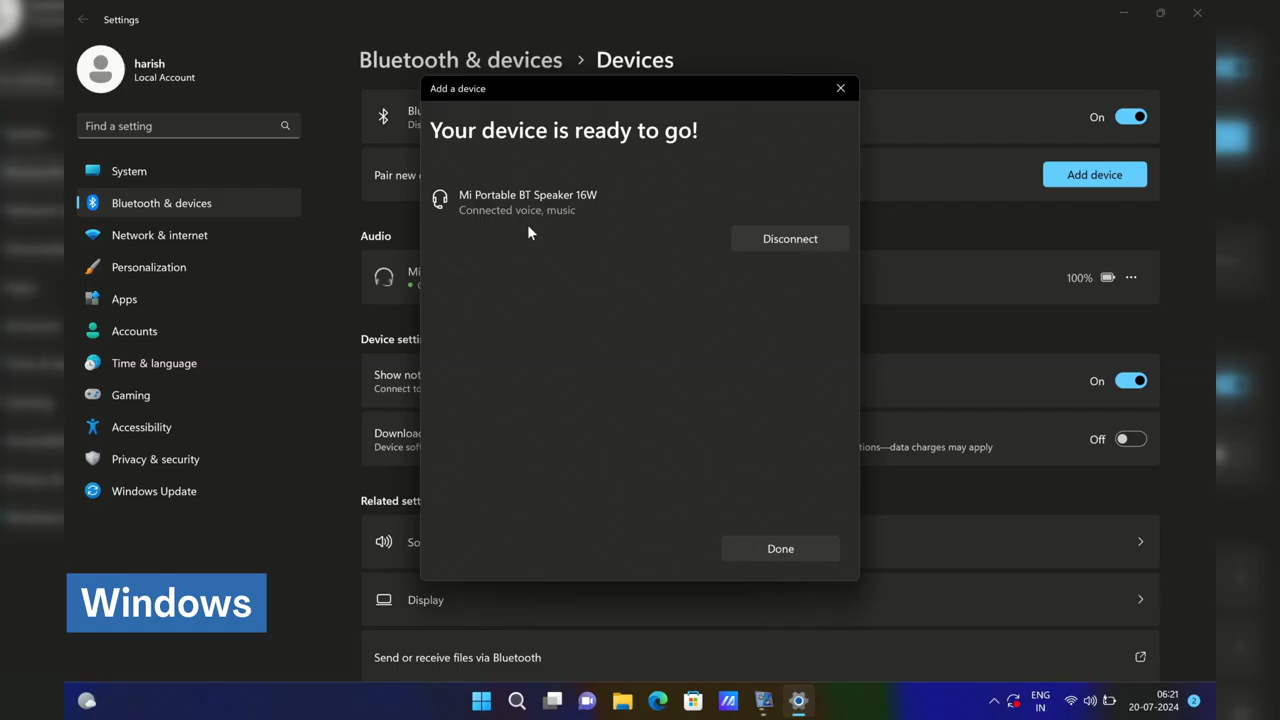 Settings
harish
Local Account
Find a setting
System
Bluetooth & devices
Network & internet
Personalization
Apps
Accounts
Time & language
Gaming
Accessibility
Privacy & security
Windows Update
Windows
Bluetooth & devices > Devices
On
Pair new
Add device
Audio
Mi
100%
Device setti
Show not
Connect to
On
Downloa
Device sof
ions—data charges may apply
Off
Related sett
So
Display
Send or receive files via Bluetooth
Add a device
Your device is ready to go!
Mi Portable BT Speaker 16W
Connected voice, music
Disconnect
Done
ENG
IN
06:21
20-07-2024
2